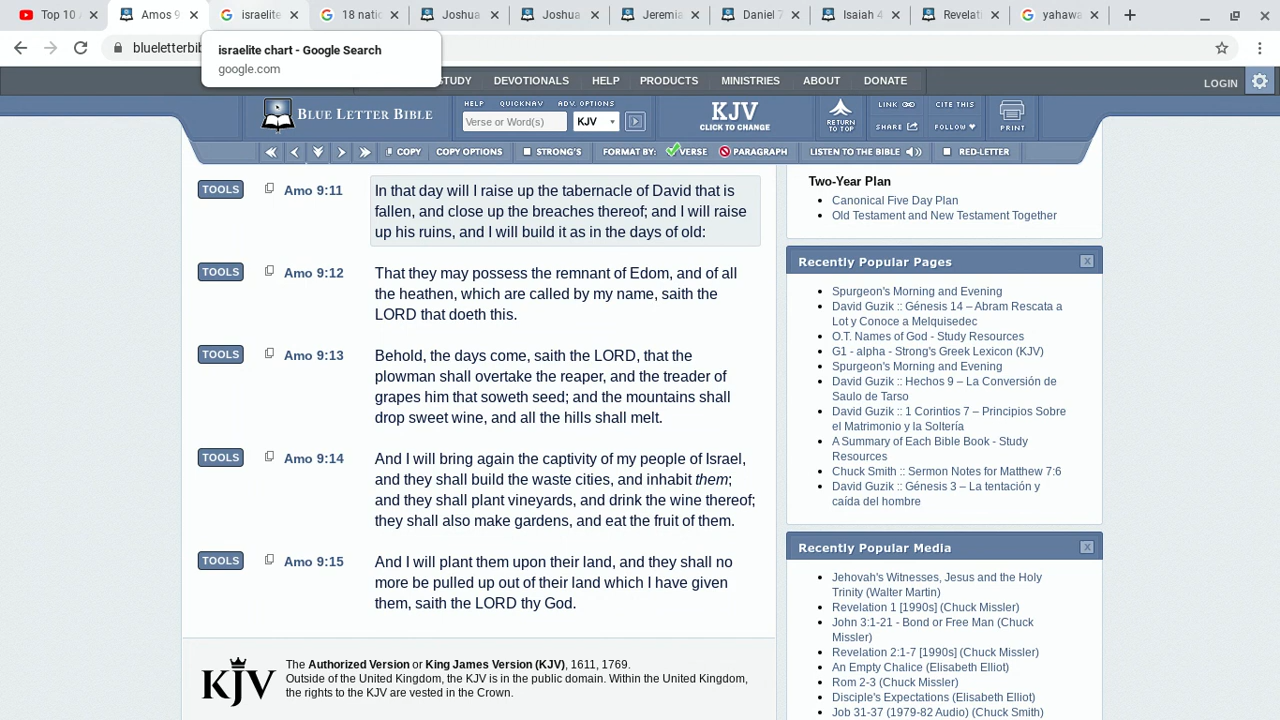 Top 10 A
Amos 9
israelite
18 natio
Joshua
Joshua
Jeremia
Daniel 7
Isaiah 4
Revelati
yahawa
blueletterbib
israelite chart - Google Search
google.com
STUDY
DEVOTIONALS
HELP
PRODUCTS
MINISTRIES
ABOUT
DONATE
LOGIN
BLUE LETTER BIBLE
HELP
QUICKNAV
ADV. OPTIONS
Verse or Word(s)
KJV
KJV
CLICK TO CHANGE
RETURN
TO TOP
LINK
CITE THIS
SHARE
FOLLOW
PRINT
COPY
COPY OPTIONS
STRONG'S
FORMAT BY:
VERSE
PARAGRAPH
LISTEN TO THE BIBLE
RED-LETTER
TOOLS
Amo 9:11
In that day will I raise up the tabernacle of David that is
fallen, and close up the breaches thereof; and I will raise
up his ruins, and I will build it as in the days of old:
TOOLS
Amo 9:12
That they may possess the remnant of Edom, and of all
the heathen, which are called by my name, saith the
LORD that doeth this.
TOOLS
Amo 9:13
Behold, the days come, saith the LORD, that the
plowman shall overtake the reaper, and the treader of
grapes him that soweth seed; and the mountains shall
drop sweet wine, and all the hills shall melt.
TOOLS
Amo 9:14
And I will bring again the captivity of my people of Israel,
and they shall build the waste cities, and inhabit them;
and they shall plant vineyards, and drink the wine thereof;
they shall also make gardens, and eat the fruit of them.
TOOLS
Amo 9:15
And I will plant them upon their land, and they shall no
more be pulled up out of their land which I have given
them, saith the LORD thy God.
KJV
The Authorized Version or King James Version (KJV), 1611, 1769.
Outside of the United Kingdom, the KJV is in the public domain. Within the United Kingdom,
the rights to the KJV are vested in the Crown.
Two-Year Plan
Canonical Five Day Plan
Old Testament and New Testament Together
Recently Popular Pages
Spurgeon's Morning and Evening
David Guzik :: Génesis 14 – Abram Rescata a
Lot y Conoce a Melquisedec
O.T. Names of God - Study Resources
G1 - alpha - Strong's Greek Lexicon (KJV)
Spurgeon's Morning and Evening
David Guzik :: Hechos 9 – La Conversión de
Saulo de Tarso
David Guzik :: 1 Corintios 7 – Principios Sobre
el Matrimonio y la Soltería
A Summary of Each Bible Book - Study
Resources
Chuck Smith :: Sermon Notes for Matthew 7:6
David Guzik :: Génesis 3 – La tentación y
caída del hombre
Recently Popular Media
Jehovah's Witnesses, Jesus and the Holy
Trinity (Walter Martin)
Revelation 1 [1990s] (Chuck Missler)
John 3:1-21 - Bond or Free Man (Chuck
Missler)
Revelation 2:1-7 [1990s] (Chuck Missler)
An Empty Chalice (Elisabeth Elliot)
Rom 2-3 (Chuck Missler)
Disciple's Expectations (Elisabeth Elliot)
Job 31-37 (1979-82 Audio) (Chuck Smith)